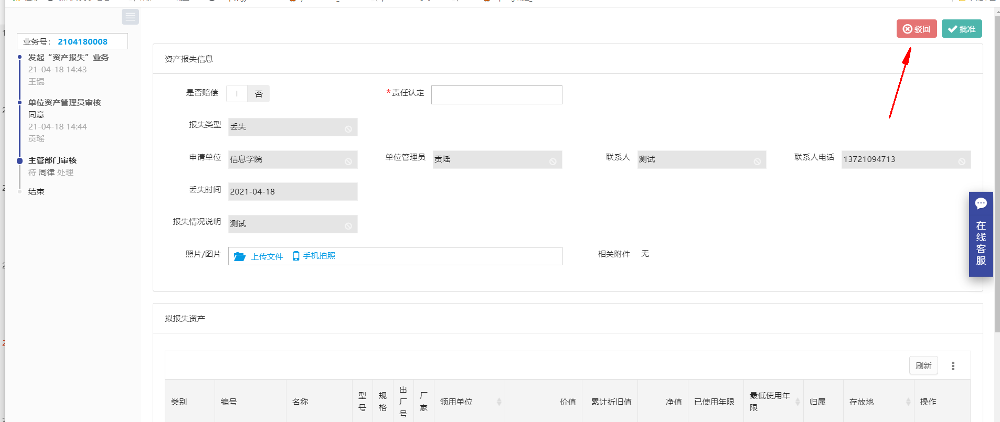 驳回
批准
业务号： 2104180008
发起“资产报失”业务
21-04-18 14:43
王锟
单位资产管理员审核
同意
21-04-18 14:44
贡瑶
主管部门审核
待 周律 处理
结束
资产报失信息
是否赔偿 否 *责任认定
报失类型 丢失
申请单位 信息学院 单位管理员 贡瑶 联系人 测试 联系人电话 13721094713
丢失时间 2021-04-18
报失情况说明 测试
照片/图片 上传文件 手机拍照 相关附件 无
在线客服
拟报失资产
刷新
类别 编号 名称 型号 规格 出厂号 厂家 领用单位 价值 累计折旧值 净值 已使用年限 最低使用年限 归属 存放地 操作